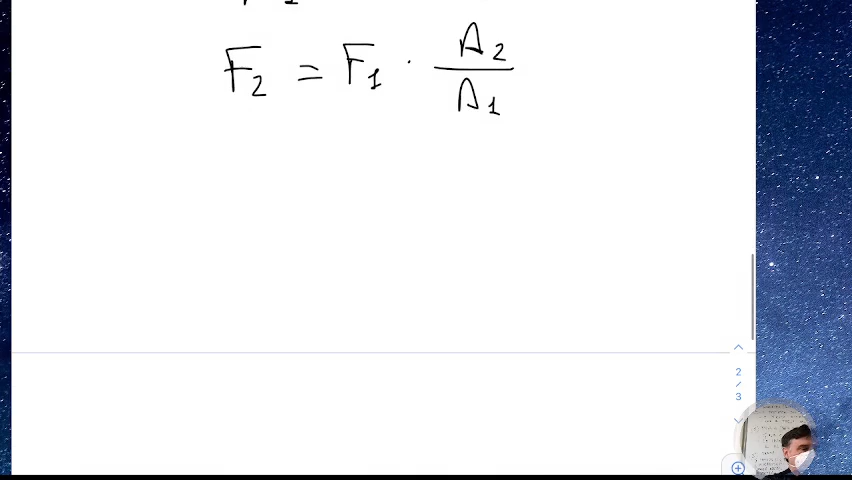 F₂ = F₁ · A₂ / A₁
2
/
3